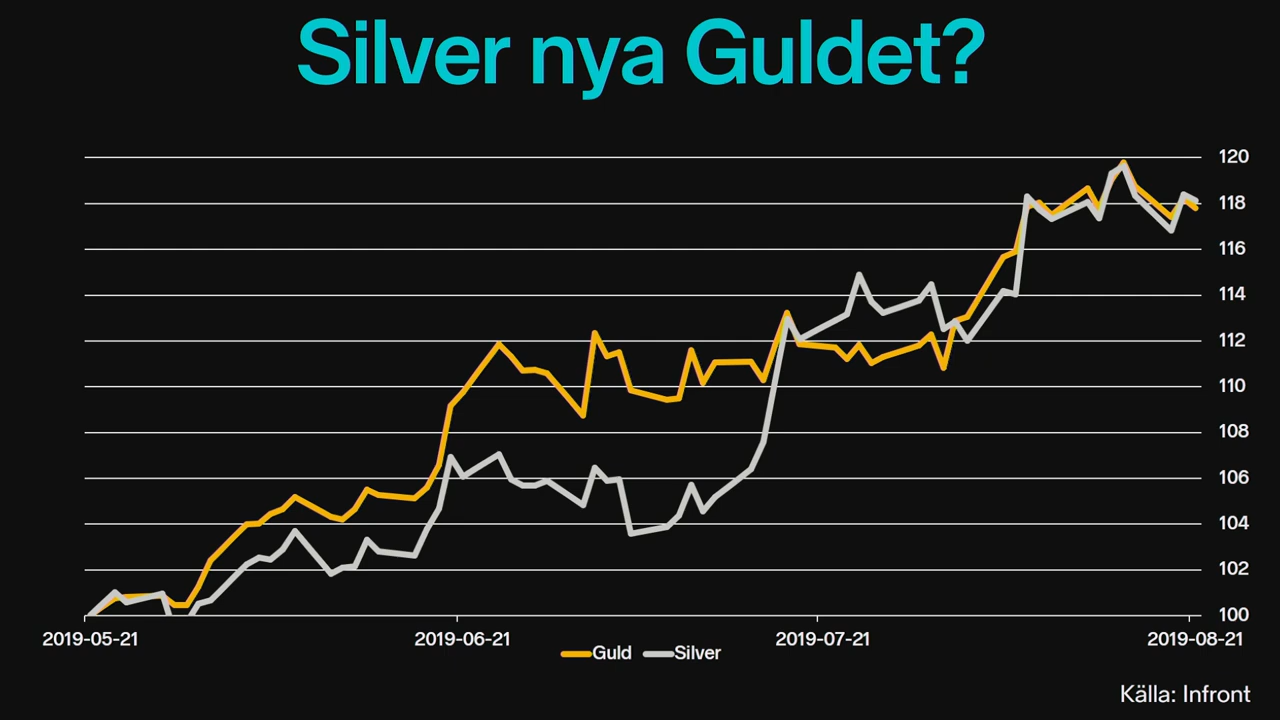 Silver nya Guldet?
120
118
116
114
112
110
108
106
104
102
100
2019-05-21 2019-06-21 2019-07-21 2019-08-21
Guld Silver
Källa: Infront